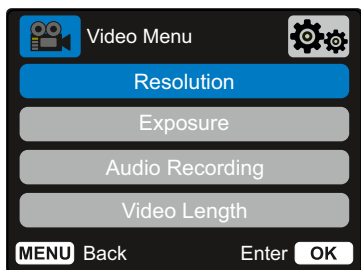 Video Menu
Resolution
Exposure
Audio Recording
Video Length
MENU Back Enter OK